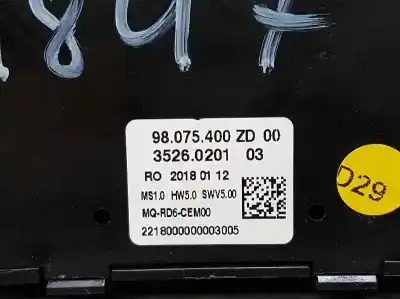 1847
98.075.400 ZD 00
3526.0201 03
RO 2018 01 12
MS1.0 HW5.0 SWV5.00
MQ-RD6-CEM00
2218000000003005
D29